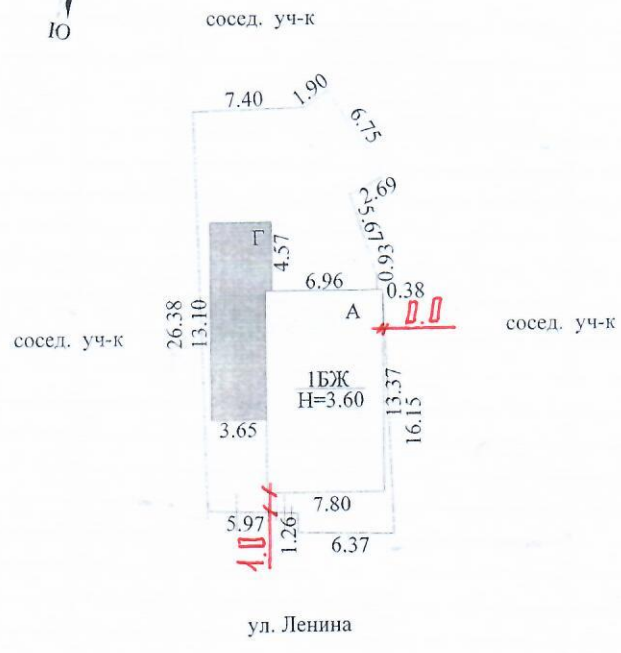 Ю
сосед. уч-к
7.40
1.90
6.75
2.69
5.67
0.93
Г
4.57
6.96
0.38
А
0.0
26.38
13.10
сосед. уч-к
сосед. уч-к
1БЖ
Н=3.60
13.37
16.15
3.65
7.80
5.97
1.26
6.37
1.0
ул. Ленина